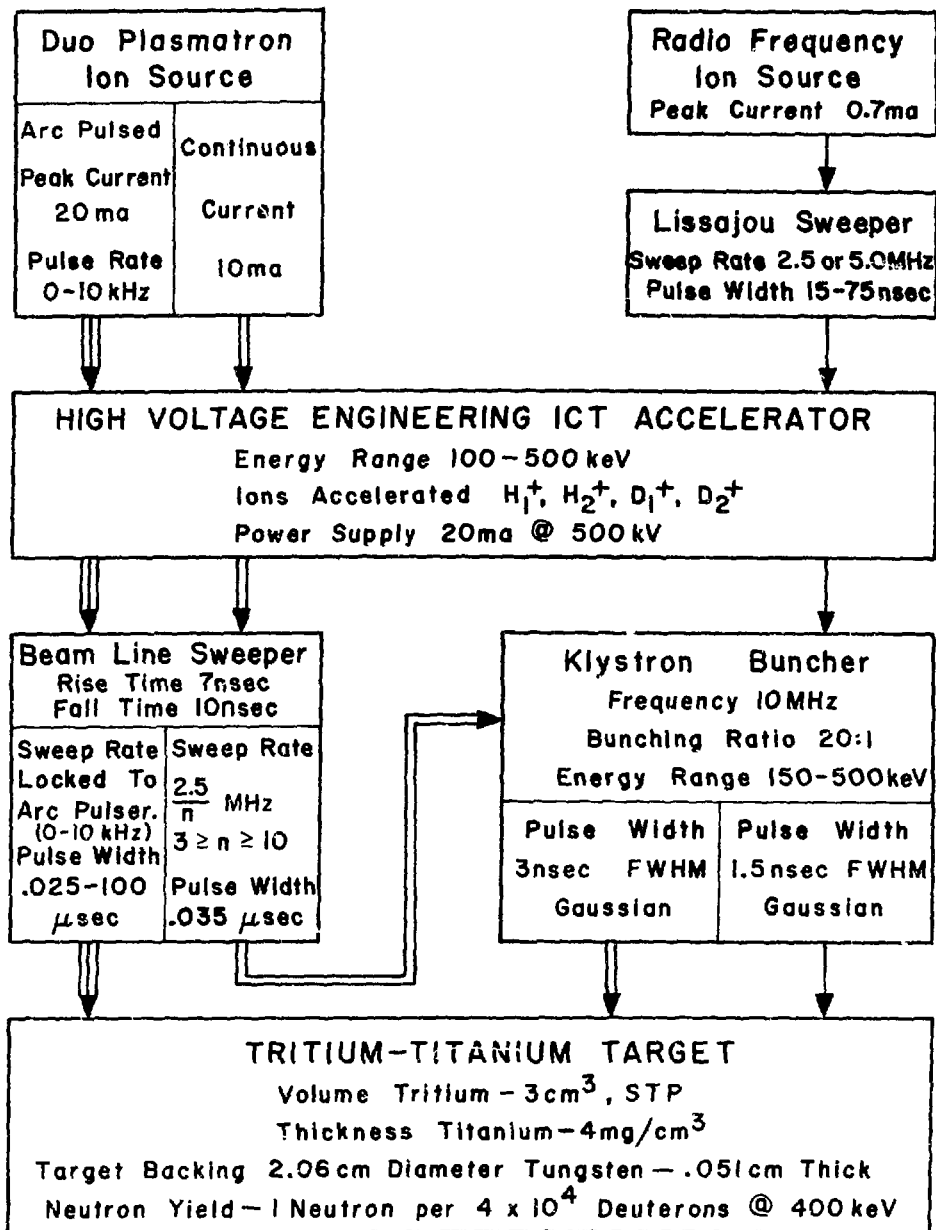 Duo Plasmatron
Ion Source
Arc Pulsed
Peak Current
20 ma
Pulse Rate
0-10 kHz
Continuous
Current
10 ma
Radio Frequency
Ion Source
Peak Current 0.7ma
Lissajou Sweeper
Sweep Rate 2.5 or 5.0MHz
Pulse Width 15-75nsec
HIGH VOLTAGE ENGINEERING ICT ACCELERATOR
Energy Range 100-500 keV
Ions Accelerated H₁⁺, H₂⁺, D₁⁺, D₂⁺
Power Supply 20ma @ 500 kV
Beam Line Sweeper
Rise Time 7nsec
Fall Time 10nsec
Sweep Rate
Locked To
Arc Pulser.
(0-10 kHz)
Pulse Width
.025-100
μsec
Sweep Rate
2.5/n MHz
3 ≥ n ≥ 10
Pulse Width
.035 μsec
Klystron Buncher
Frequency 10 MHz
Bunching Ratio 20:1
Energy Range 150-500keV
Pulse Width
3nsec FWHM
Gaussian
Pulse Width
1.5nsec FWHM
Gaussian
TRITIUM-TITANIUM TARGET
Volume Tritium - 3cm³, STP
Thickness Titanium-4mg/cm³
Target Backing 2.06cm Diameter Tungsten - .051cm Thick
Neutron Yield - 1 Neutron per 4 x 10⁴ Deuterons @ 400 keV